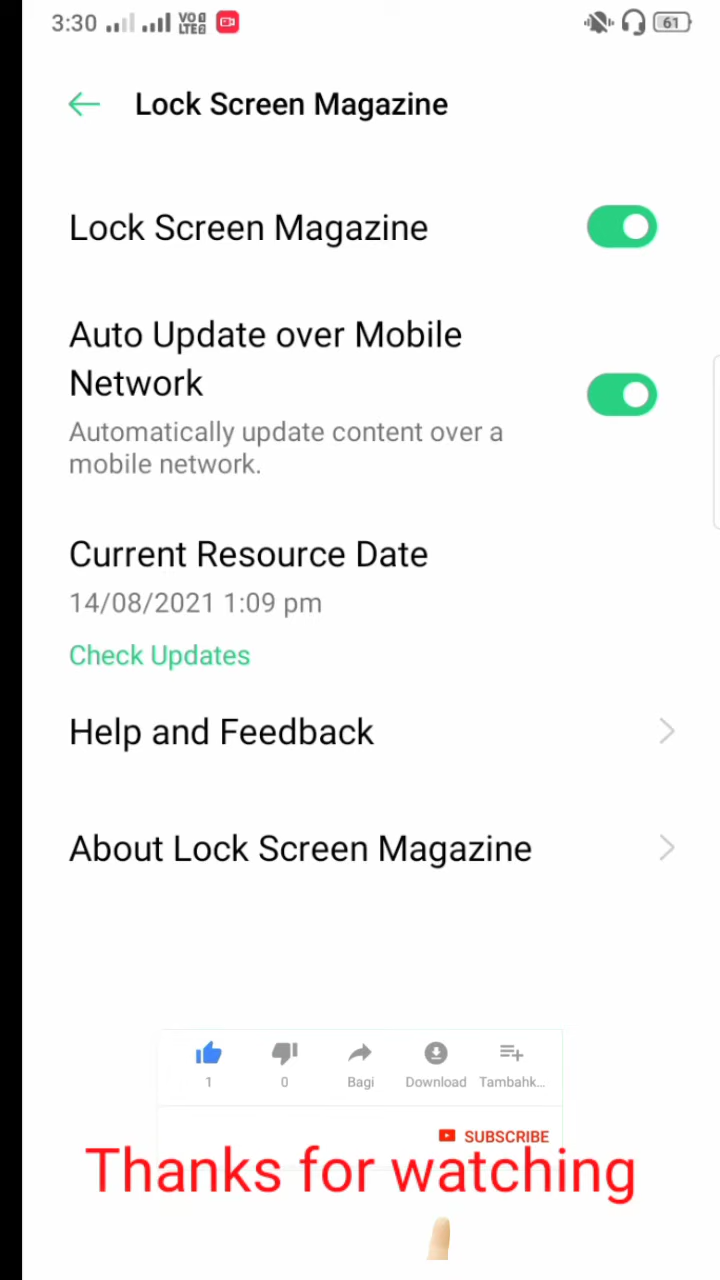 3:30 VO LTE 61
Lock Screen Magazine
Lock Screen Magazine
Auto Update over Mobile
Network
Automatically update content over a
mobile network.
Current Resource Date
14/08/2021 1:09 pm
Check Updates
Help and Feedback
About Lock Screen Magazine
1 0 Bagi Download Tambahk...
SUBSCRIBE
Thanks for watching